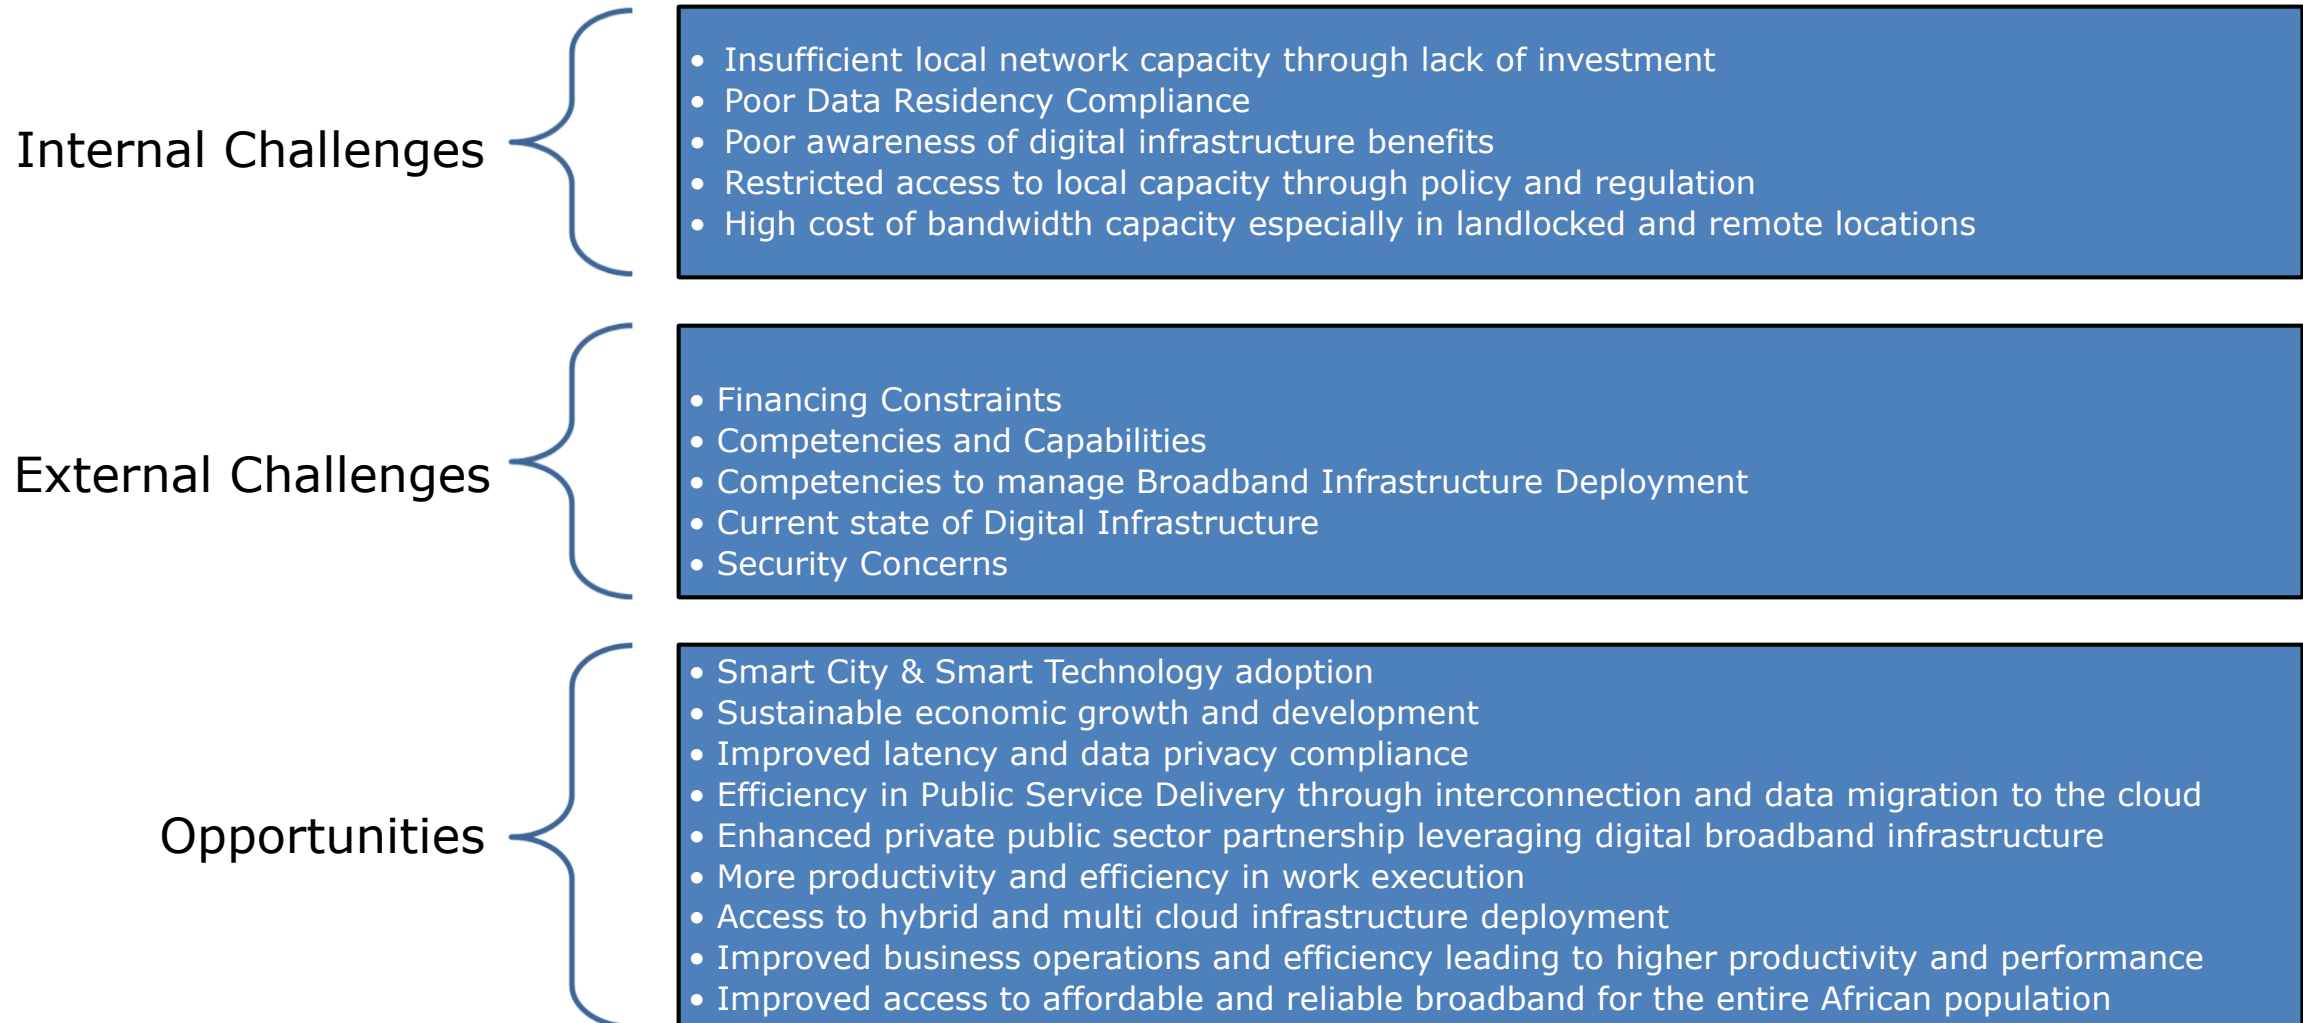 Internal Challenges
• Insufficient local network capacity through lack of investment
• Poor Data Residency Compliance
• Poor awareness of digital infrastructure benefits
• Restricted access to local capacity through policy and regulation
• High cost of bandwidth capacity especially in landlocked and remote locations
External Challenges
• Financing Constraints
• Competencies and Capabilities
• Competencies to manage Broadband Infrastructure Deployment
• Current state of Digital Infrastructure
• Security Concerns
Opportunities
• Smart City & Smart Technology adoption
• Sustainable economic growth and development
• Improved latency and data privacy compliance
• Efficiency in Public Service Delivery through interconnection and data migration to the cloud
• Enhanced private public sector partnership leveraging digital broadband infrastructure
• More productivity and efficiency in work execution
• Access to hybrid and multi cloud infrastructure deployment
• Improved business operations and efficiency leading to higher productivity and performance
• Improved access to affordable and reliable broadband for the entire African population